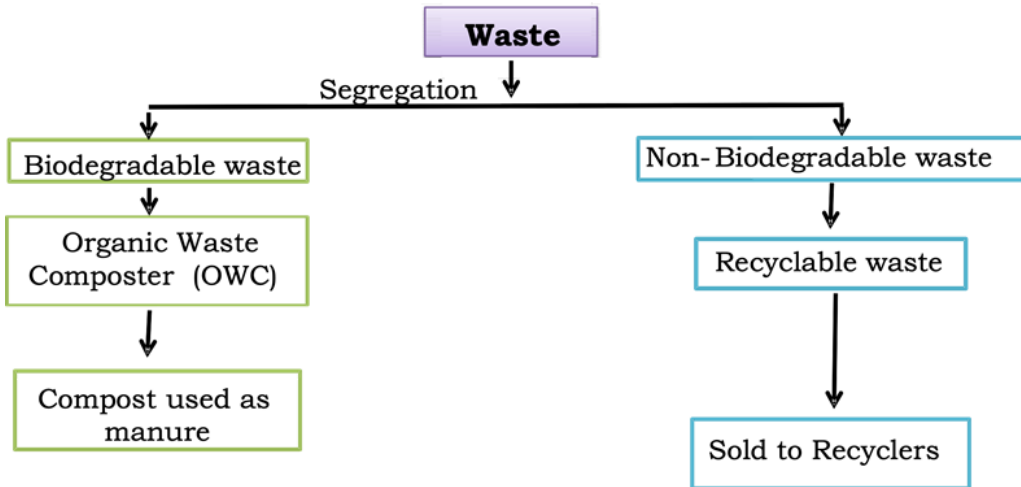 Waste
Segregation
Biodegradable waste
Non-Biodegradable waste
Organic Waste
Composter (OWC)
Recyclable waste
Compost used as
manure
Sold to Recyclers